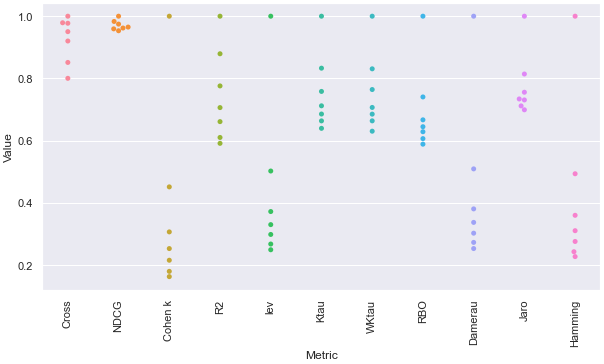 1.0
0.8
0.6
0.4
0.2
Value
Cross
NDCG
Cohen k
R2
lev
Ktau
WKtau
RBO
Damerau
Jaro
Hamming
Metric